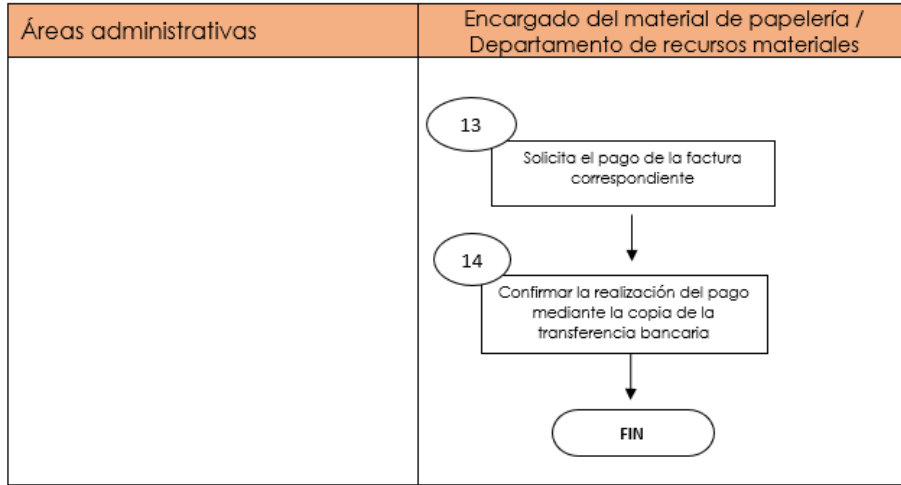 Áreas administrativas
Encargado del material de papelería /
Departamento de recursos materiales
13
Solicita el pago de la factura
correspondiente
14
Confirmar la realización del pago
mediante la copia de la
transferencia bancaria
FIN